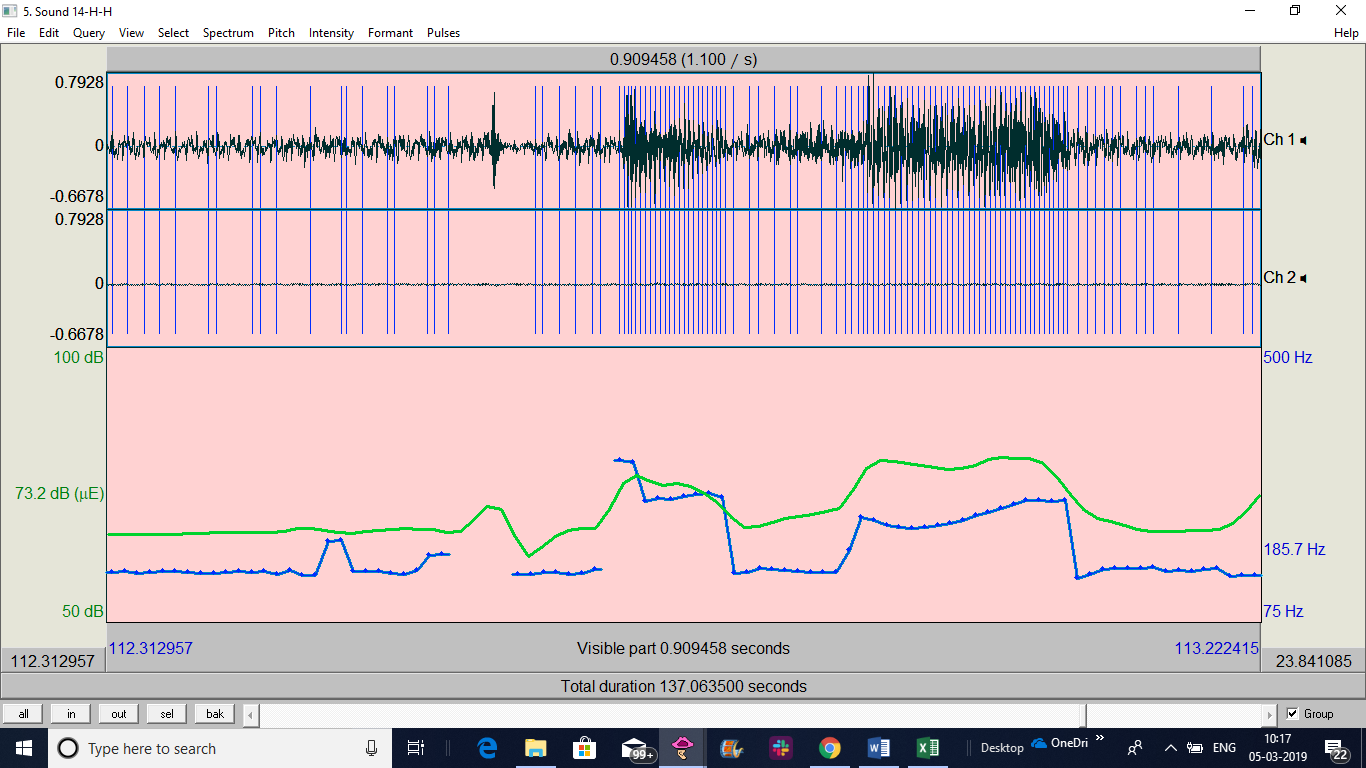 5. Sound 14-H-H
File Edit Query View Select Spectrum Pitch Intensity Formant Pulses Help
0.909458 (1.100 / s)
0.7928
0
-0.6678
Ch 1
0.7928
0
-0.6678
Ch 2
100 dB
500 Hz
73.2 dB (µE)
185.7 Hz
50 dB
75 Hz
112.312957
112.312957
Visible part 0.909458 seconds
113.222415
23.841085
Total duration 137.063500 seconds
all in out sel bak
Group
Type here to search
99+
Desktop
OneDri
»
ENG
10:17
05-03-2019
22